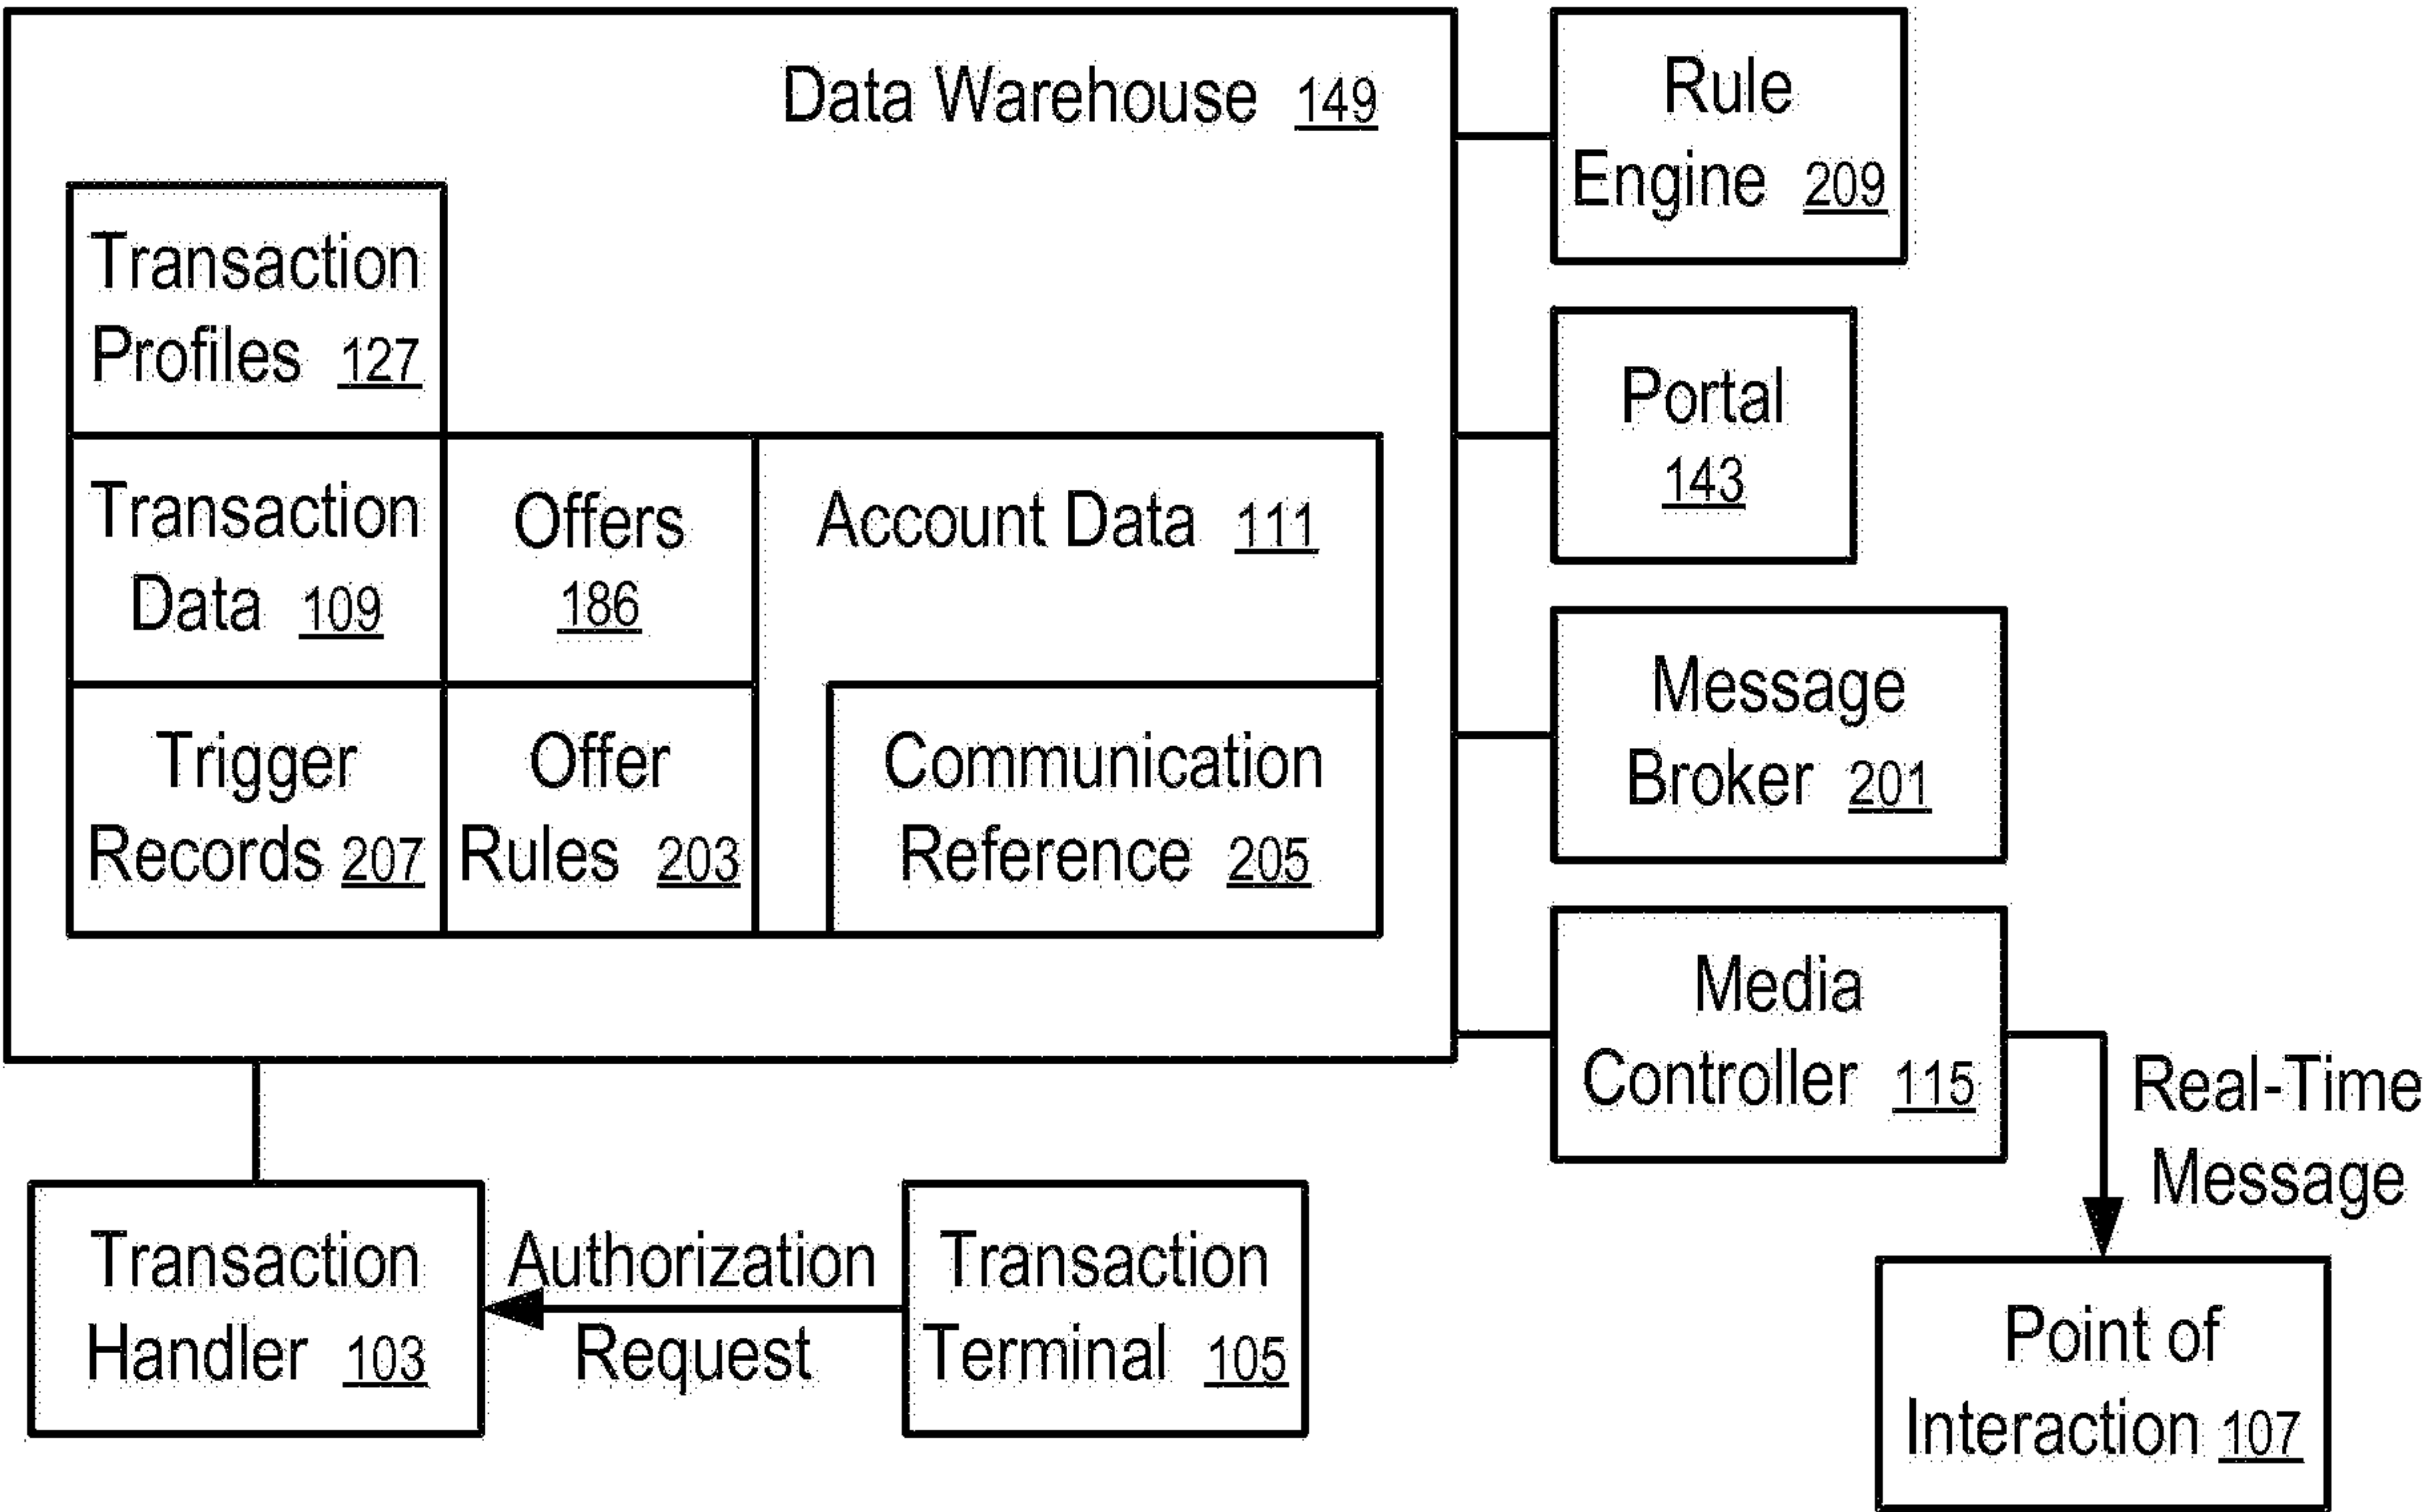 Data Warehouse 149
Transaction
Profiles 127
Transaction
Data 109
Offers
186
Account Data 111
Trigger
Records 207
Offer
Rules 203
Communication
Reference 205
Rule
Engine 209
Portal
143
Message
Broker 201
Media
Controller 115
Real-Time
Message
Transaction
Handler 103
Authorization
Request
Transaction
Terminal 105
Point of
Interaction 107